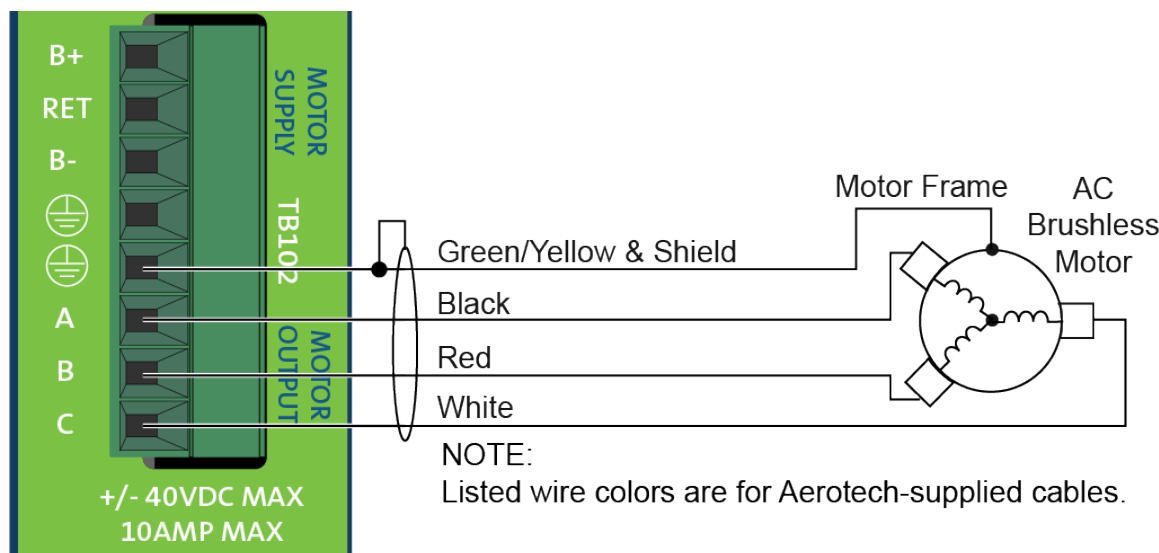 B+
RET
B-
A
B
C
MOTOR
SUPPLY
TB102
MOTOR
OUTPUT
+/- 40VDC MAX
10AMP MAX
Green/Yellow & Shield
Black
Red
White
Motor Frame
AC
Brushless
Motor
NOTE:
Listed wire colors are for Aerotech-supplied cables.